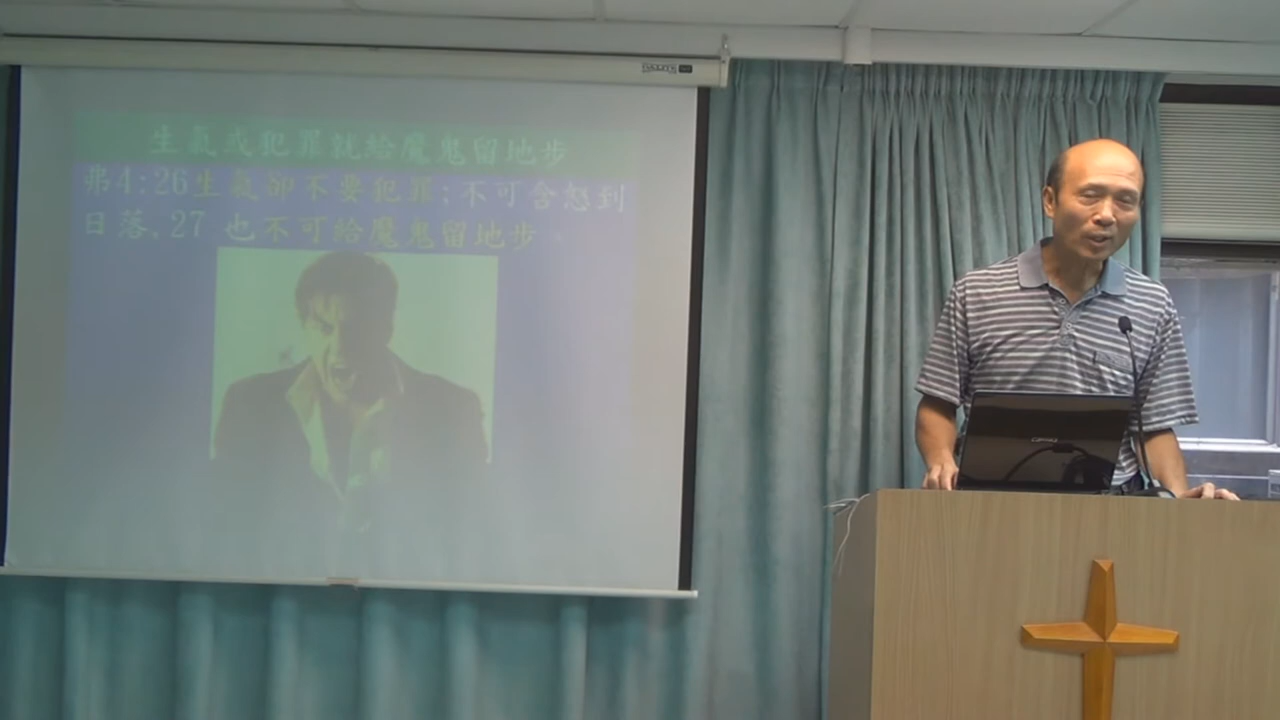 生氣或犯罪就給魔鬼留地步
弗4:26生氣卻不要犯罪;不可含怒到
日落,27 也不可給魔鬼留地步